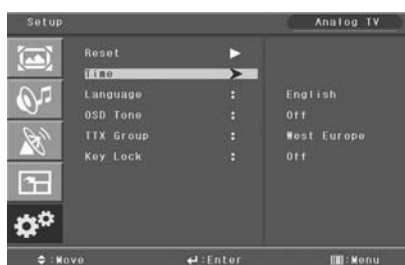 Setup Analog TV
Reset
Time
Language : English
OSD Tone : Off
TTX Group : West Europe
Key Lock : Off
:Move :Enter :Menu